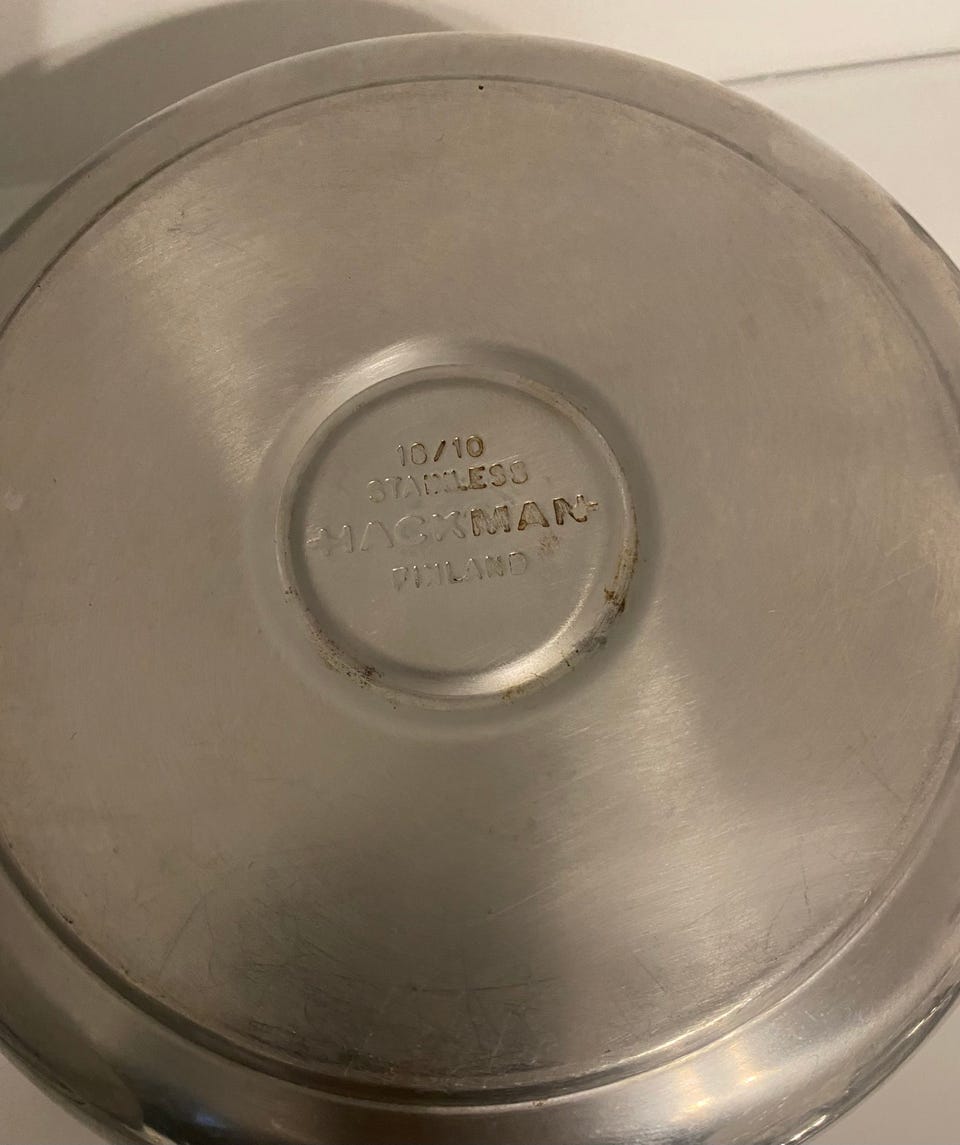 18/10
STAINLESS
HACKMAN
FINLAND